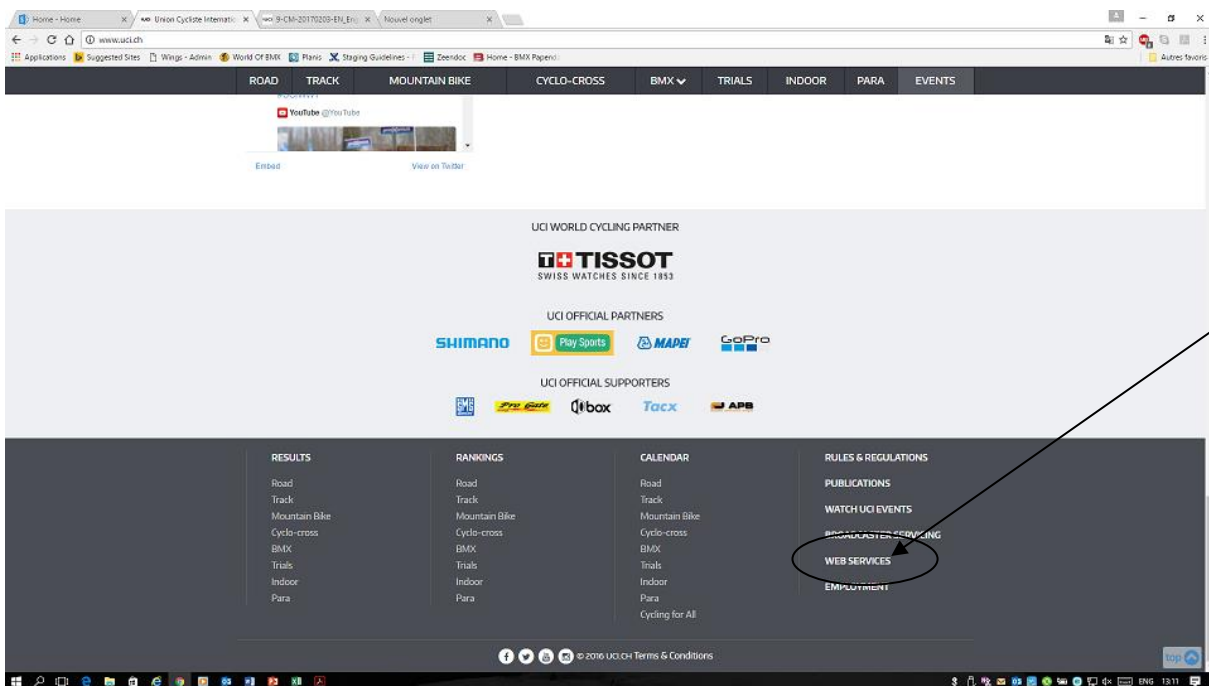 Home - Home
Union Cycliste Internatio
9-CM-20170203-EN_Eng
Nouvel onglet
www.uci.ch
Applications
Suggested Sites
Wings - Admin
World Of BMX
Planis
Staging Guidelines - 
Zeendoc
Home - BMX Papend
Autres favoris
ROAD TRACK MOUNTAIN BIKE CYCLO-CROSS BMX TRIALS INDOOR PARA EVENTS
YouTube @YouTube
Embed
View on Twitter
UCI WORLD CYCLING PARTNER
TISSOT
SWISS WATCHES SINCE 1853
UCI OFFICIAL PARTNERS
SHIMANO
Play Sports
MAPEI
GoPro
UCI OFFICIAL SUPPORTERS
Pro Gate
box
Tacx
APB
RESULTS
Road
Track
Mountain Bike
Cyclo-cross
BMX
Trials
Indoor
Para
RANKINGS
Road
Track
Mountain Bike
Cyclo-cross
BMX
Trials
Indoor
Para
CALENDAR
Road
Track
Mountain Bike
Cyclo-cross
BMX
Trials
Indoor
Para
Cycling for All
RULES & REGULATIONS
PUBLICATIONS
WATCH UCI EVENTS
BROADCASTER SERVICING
WEB SERVICES
EMPLOYMENT
© 2016 UCI.CH Terms & Conditions
top
ENG 13:11